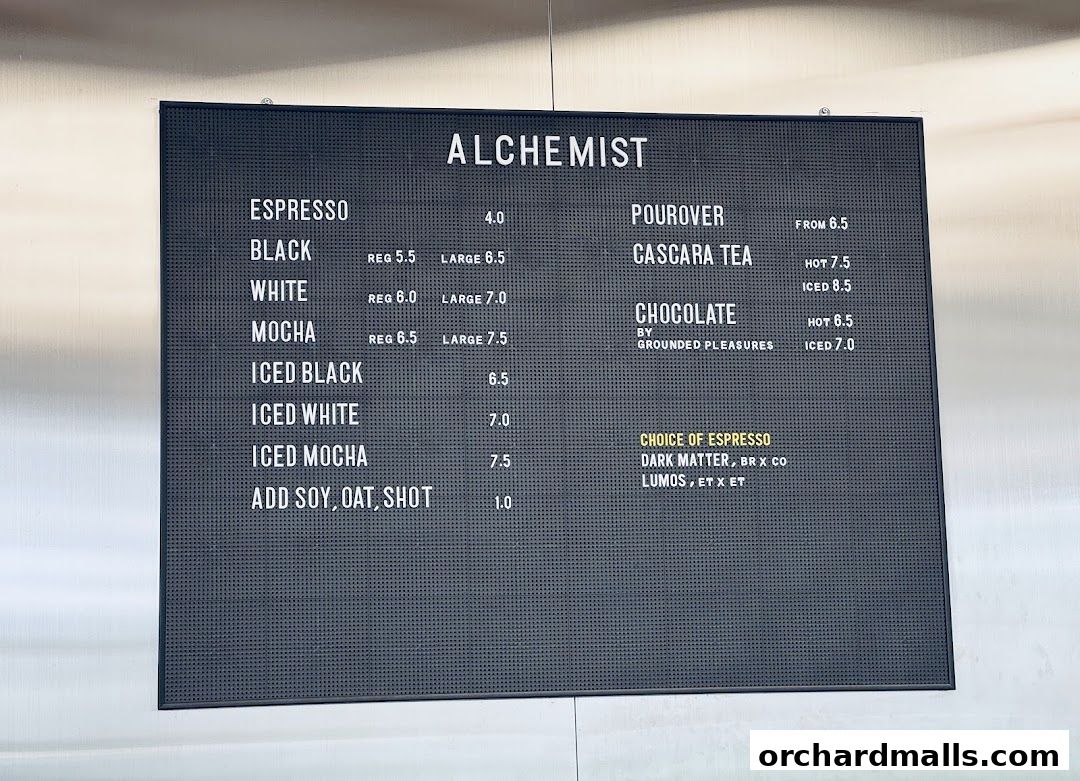 ALCHEMIST
ESPRESSO 4.0
BLACK REG 5.5 LARGE 6.5
WHITE REG 6.0 LARGE 7.0
MOCHA REG 6.5 LARGE 7.5
ICED BLACK 6.5
ICED WHITE 7.0
ICED MOCHA 7.5
ADD SOY, OAT, SHOT 1.0
POUROVER FROM 6.5
CASCARA TEA HOT 7.5
ICED 8.5
CHOCOLATE HOT 6.5
BY
GROUNDED PLEASURES ICED 7.0
CHOICE OF ESPRESSO
DARK MATTER, BR X CO
LUMOS, ET X ET
orchardmalls.com